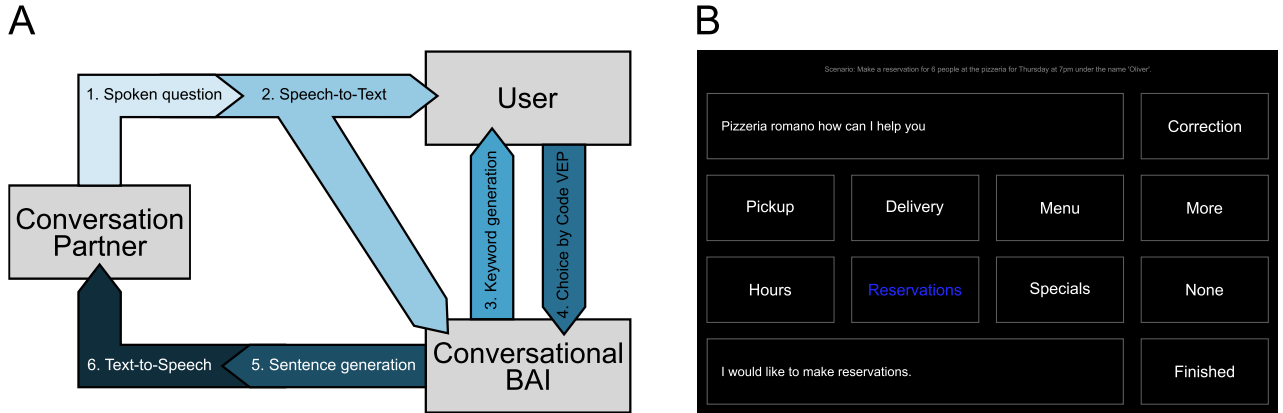 A
1. Spoken question
2. Speech-to-Text
User
Conversation
Partner
3. Keyword generation
4. Choice by Code VEP
Conversational
BAI
5. Sentence generation
6. Text-to-Speech
B
Scenario: Make a reservation for 6 people at the pizzeria for Thursday at 7pm under the name 'Oliver'.
Pizzeria romano how can I help you
Correction
Pickup
Delivery
Menu
More
Hours
Reservations
Specials
None
I would like to make reservations.
Finished